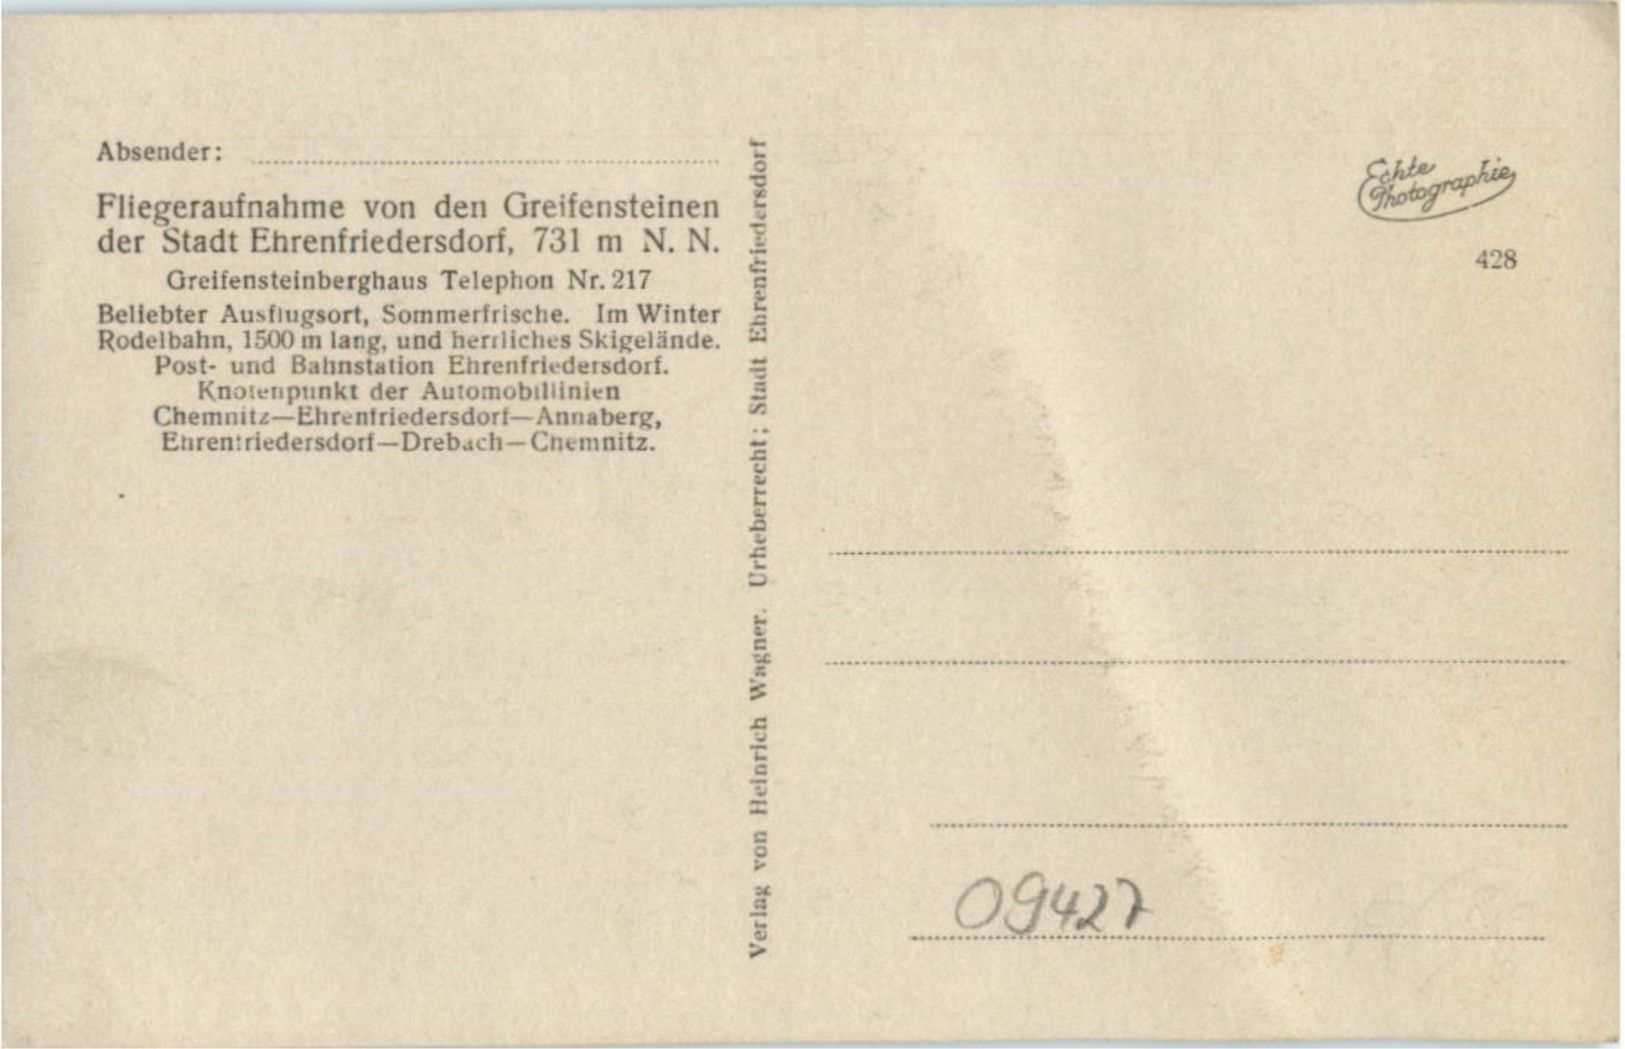 Absender:
Fliegeraufnahme von den Greifensteinen
der Stadt Ehrenfriedersdorf, 731 m N. N.
Greifensteinberghaus Telephon Nr. 217
Beliebter Ausflugsort, Sommerfrische. Im Winter
Rodelbahn, 1500 m lang, und herrliches Skigelände.
Post- und Bahnstation Ehrenfriedersdorf.
Knotenpunkt der Automobillinien
Chemnitz—Ehrenfriedersdorf—Annaberg,
Ehrenfriedersdorf—Drebach—Chemnitz.
Verlag von Heinrich Wagner. Urheberrecht; Stadt Ehrenfriedersdorf
Echte
Photographie
428
09427